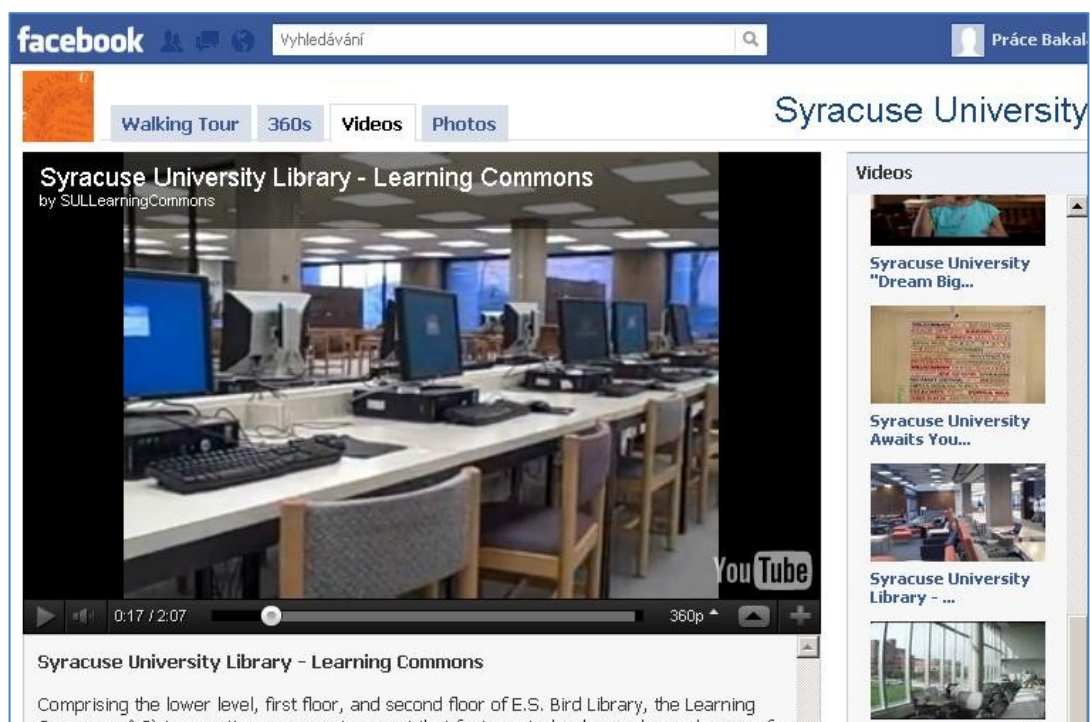 facebook
Vyhledávání
Práce Bakal
Walking Tour
360s
Videos
Photos
Syracuse University
Syracuse University Library - Learning Commons
by SULLearningCommons
YouTube
0:17 / 2:07
360p
Syracuse University Library - Learning Commons
Comprising the lower level, first floor, and second floor of E.S. Bird Library, the Learning
Videos
Syracuse University
"Dream Big...
Syracuse University
Awaits You...
Syracuse University
Library - ...